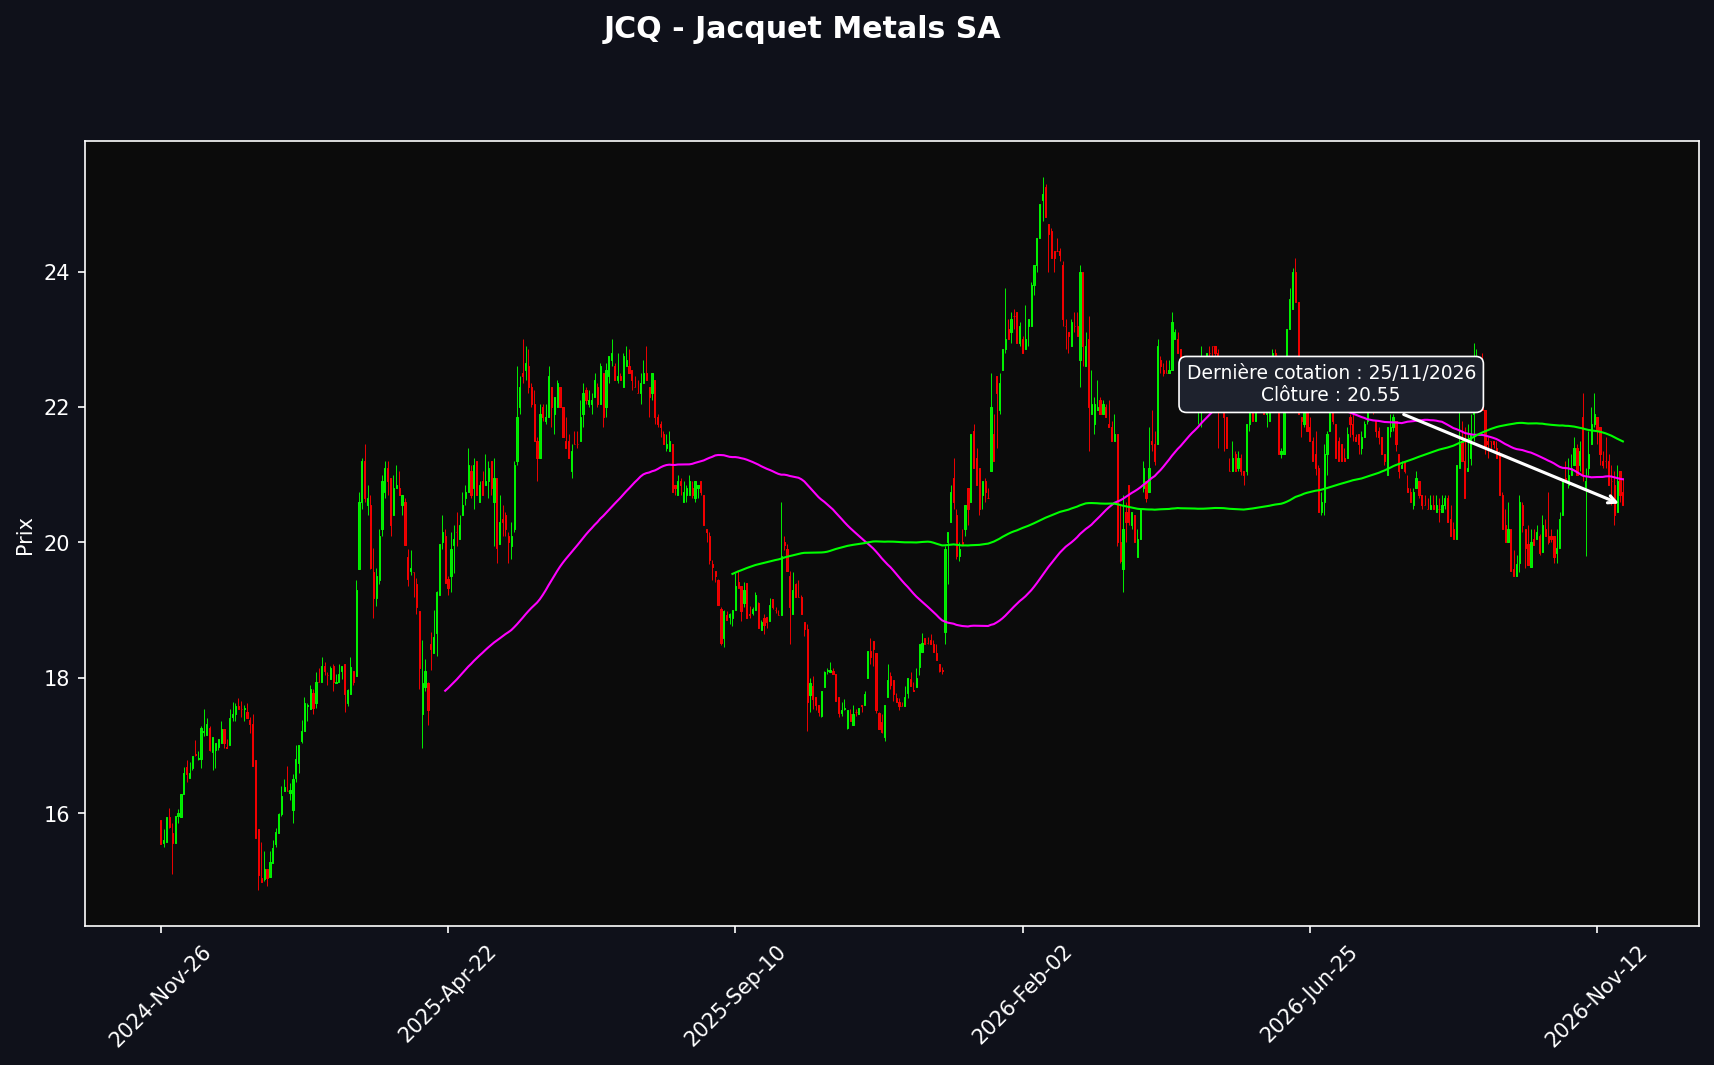 JCQ - Jacquet Metals SA
Prix
24
22
20
18
16
Dernière cotation : 25/11/2026
Clôture : 20.55
2024-Nov-26
2025-Apr-22
2025-Sep-10
2026-Feb-02
2026-Jun-25
2026-Nov-12